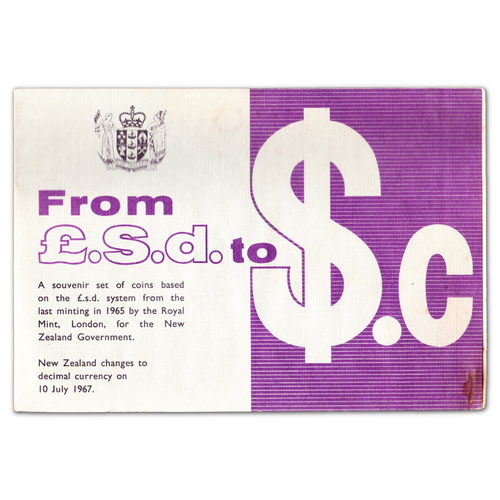 From
£.S.d. to $.c
A souvenir set of coins based
on the £.s.d. system from the
last minting in 1965 by the Royal
Mint, London, for the New
Zealand Government.
New Zealand changes to
decimal currency on
10 July 1967.